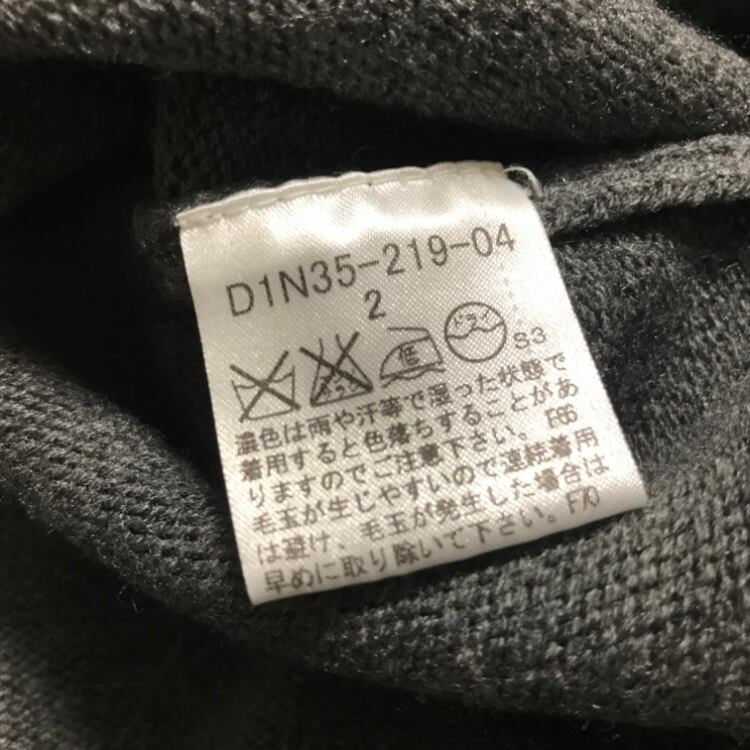 D1N35-219-04
2
低 ドライ S3
濃色は雨や汗等で湿った状態で
着用すると色落ちすることがあ
りますのでご注意下さい。 F66
毛玉が生じやすいので連続着用
は避け、毛玉が発生した場合は
早めに取り除いて下さい。 F70